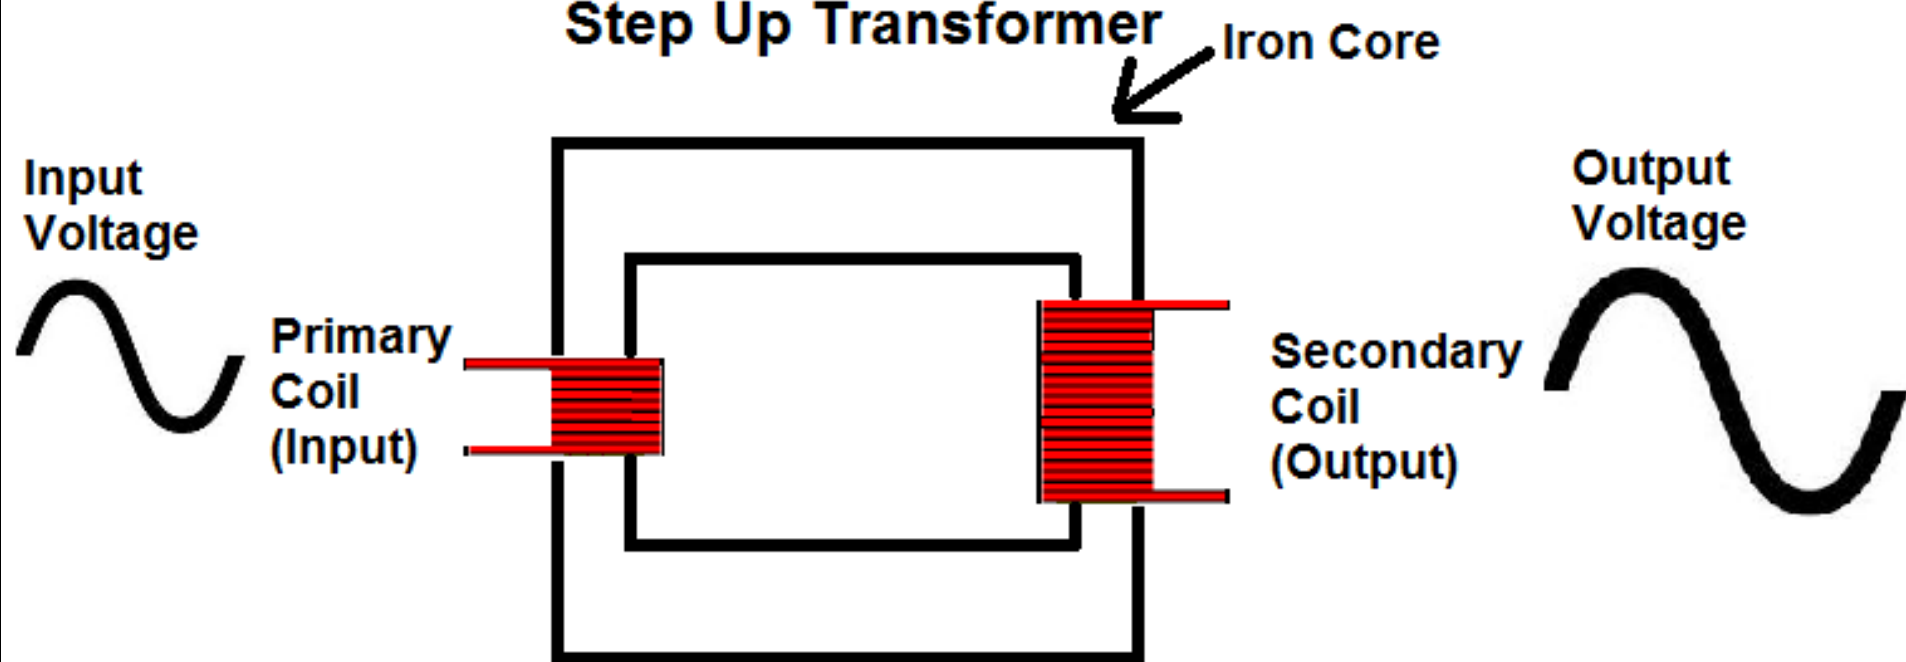 Step Up Transformer
Iron Core
Input
Voltage
Primary
Coil
(Input)
Secondary
Coil
(Output)
Output
Voltage